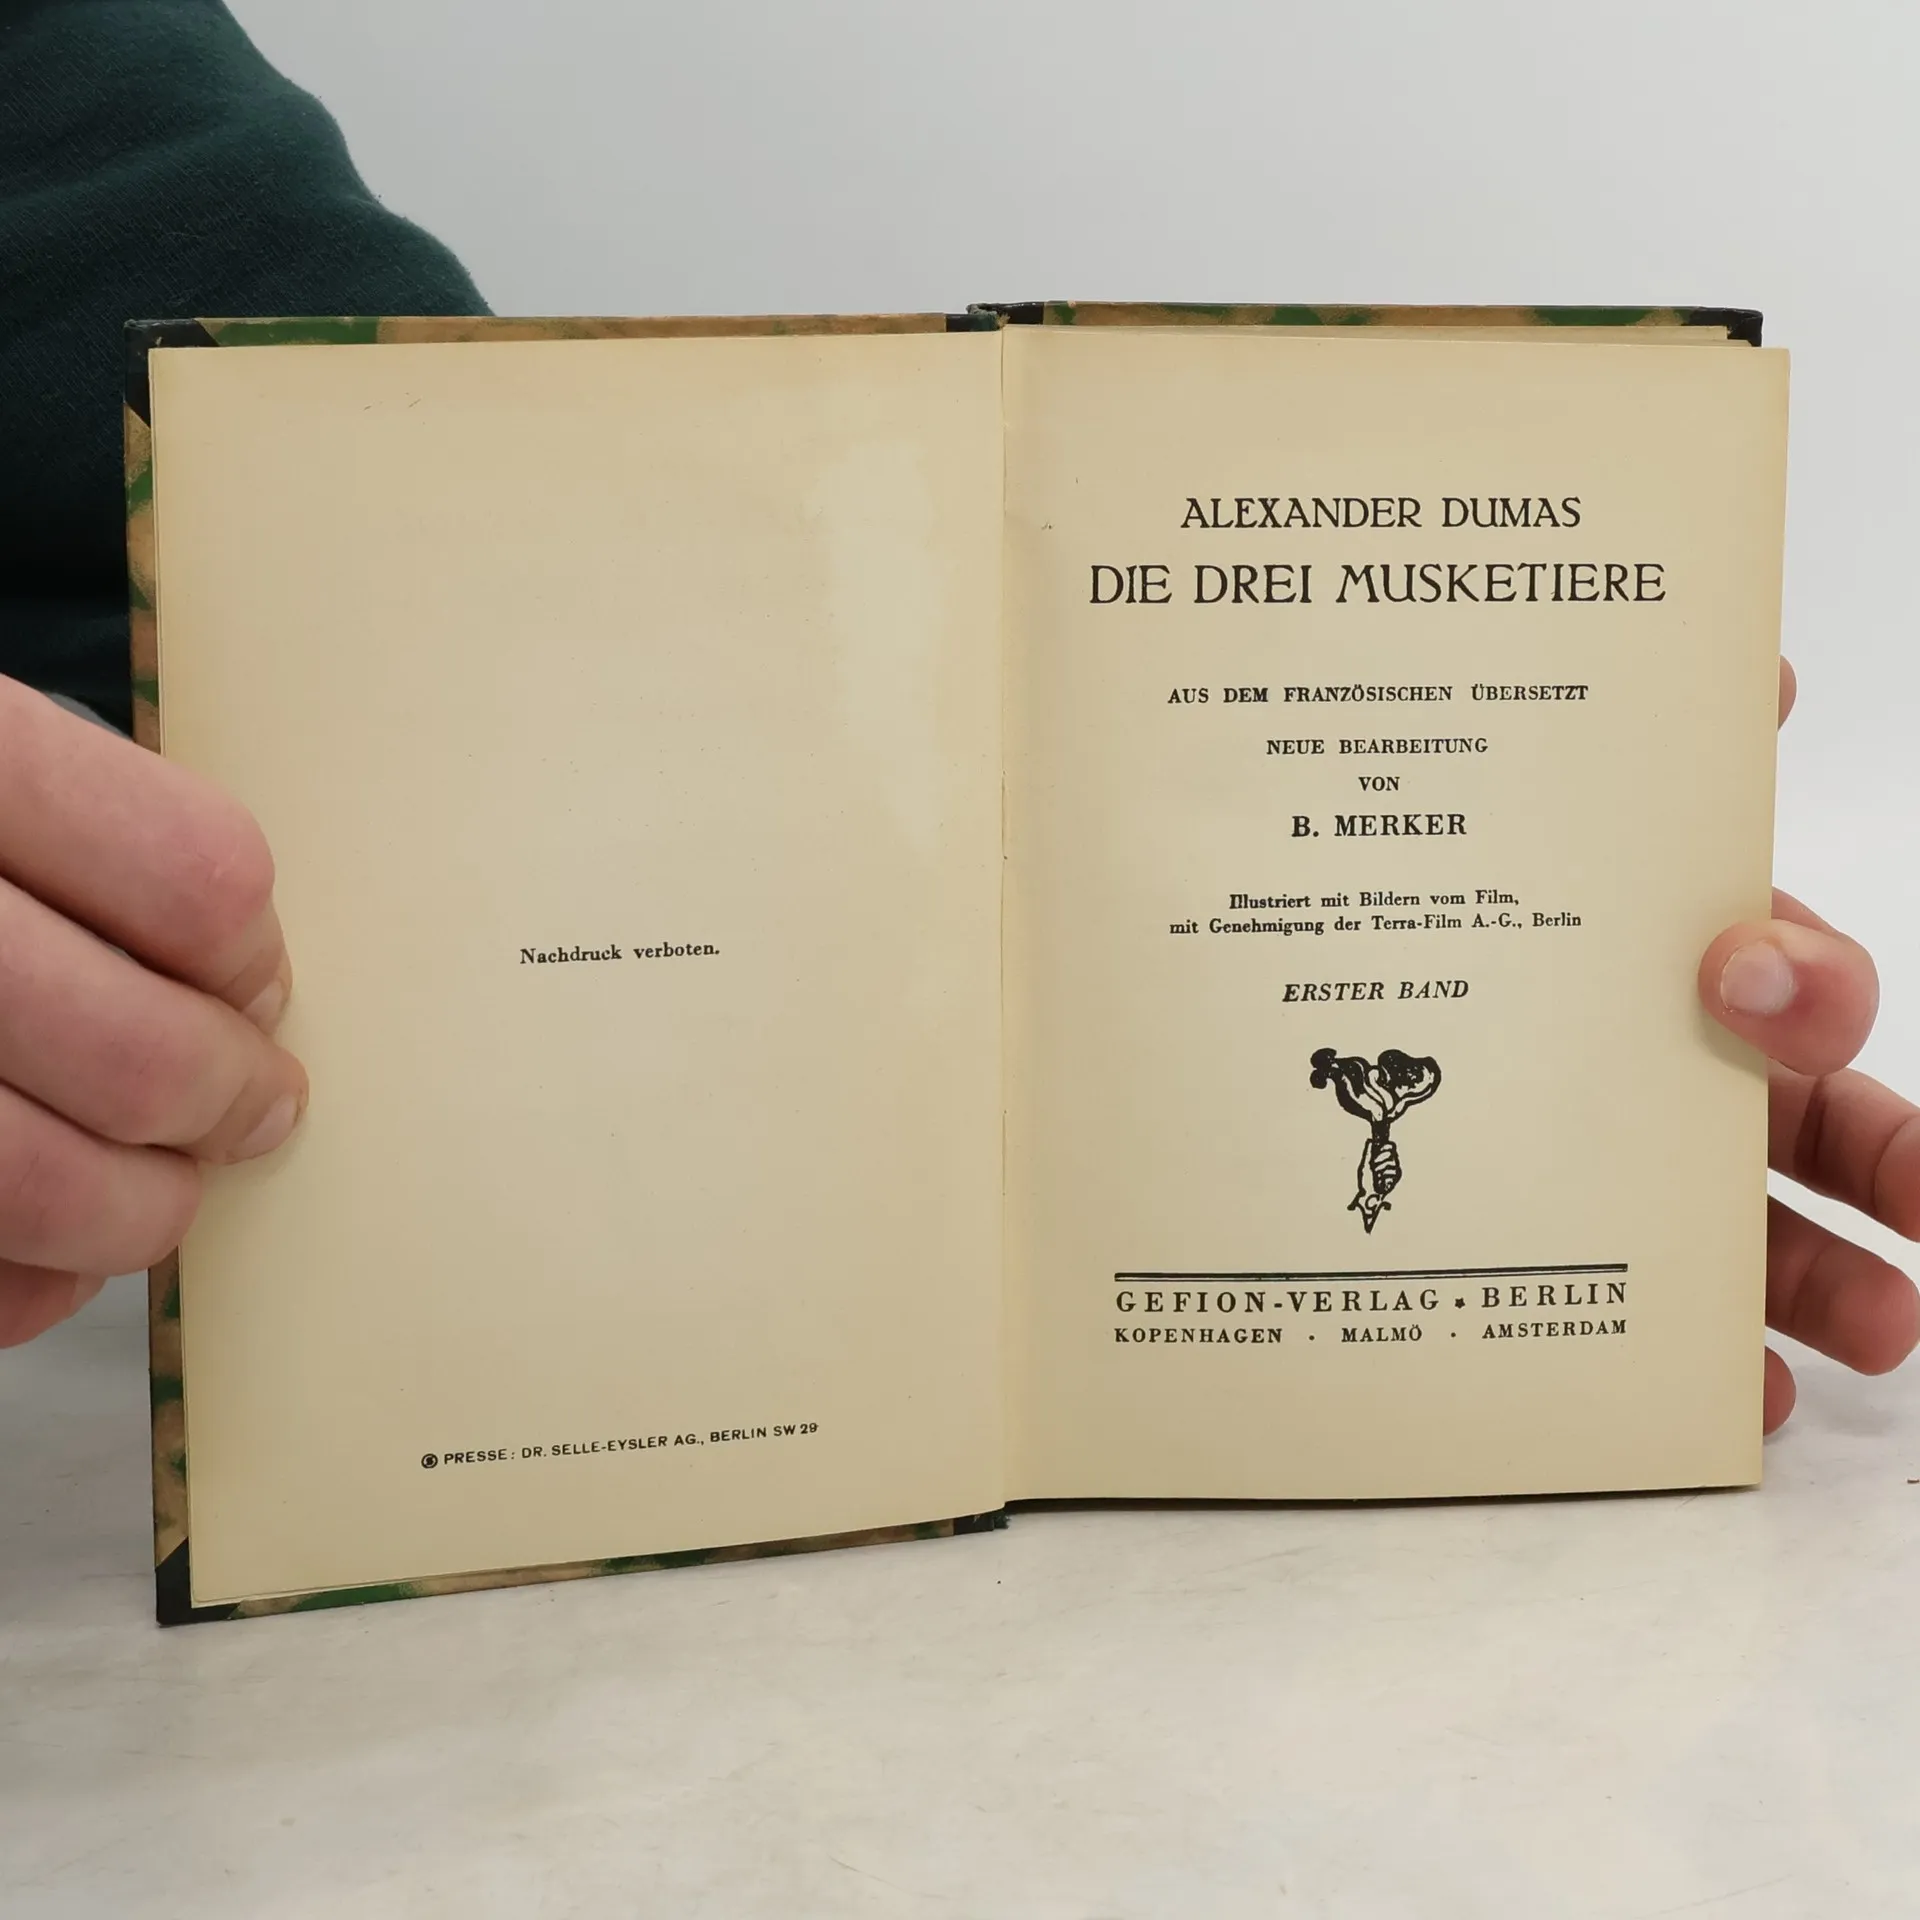 Nachdruck verboten.
PRESSE: DR. SELLE-EYSLER AG., BERLIN SW 29
ALEXANDER DUMAS
DIE DREI MUSKETIERE
AUS DEM FRANZÖSISCHEN ÜBERSETZT
NEUE BEARBEITUNG
VON
B. MERKER
Illustriert mit Bildern vom Film,
mit Genehmigung der Terra-Film A.-G., Berlin
ERSTER BAND
GEFION-VERLAG ⋆ BERLIN
KOPENHAGEN · MALMÖ · AMSTERDAM